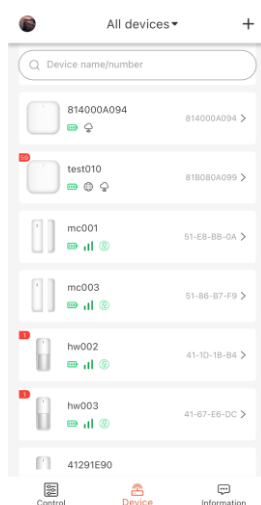 All devices
Device name/number
814000A094
814000A094
59
test010
81B080A099
mc001
51-E8-BB-0A
mc003
51-86-B7-F9
1
hw002
41-1D-1B-B4
1
hw003
41-67-E6-DC
41291E90
Control Device Information